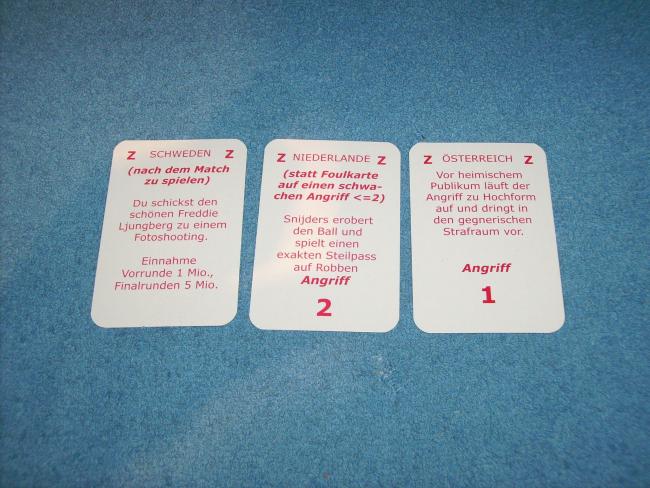 Z SCHWEDEN Z
(nach dem Match
zu spielen)
Du schickst den
schönen Freddie
Ljungberg zu einem
Fotoshooting.
Einnahme
Vorrunde 1 Mio.,
Finalrunden 5 Mio.
Z NIEDERLANDE Z
(statt Foulkarte
auf einen schwa-
chen Angriff <=2)
Snijders erobert
den Ball und
spielt einen
exakten Steilpass
auf Robben
Angriff
2
Z ÖSTERREICH Z
Vor heimischem
Publikum läuft der
Angriff zu Hochform
auf und dringt in
den gegnerischen
Strafraum vor.
Angriff
1